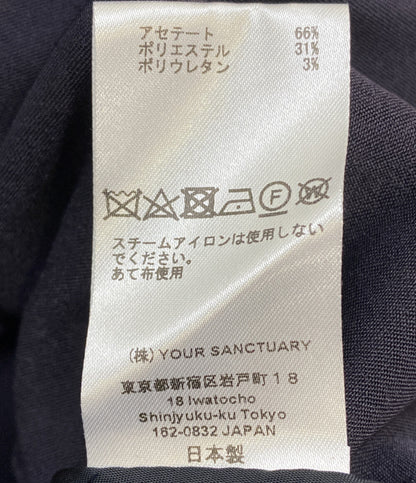 アセテート 66%
ポリエステル 31%
ポリウレタン 3%
スチームアイロンは使用しない
でください。
あて布使用
(株) YOUR SANCTUARY
東京都新宿区岩戸町18
18 Iwatocho
Shinjyuku-ku Tokyo
162-0832 JAPAN
日本製